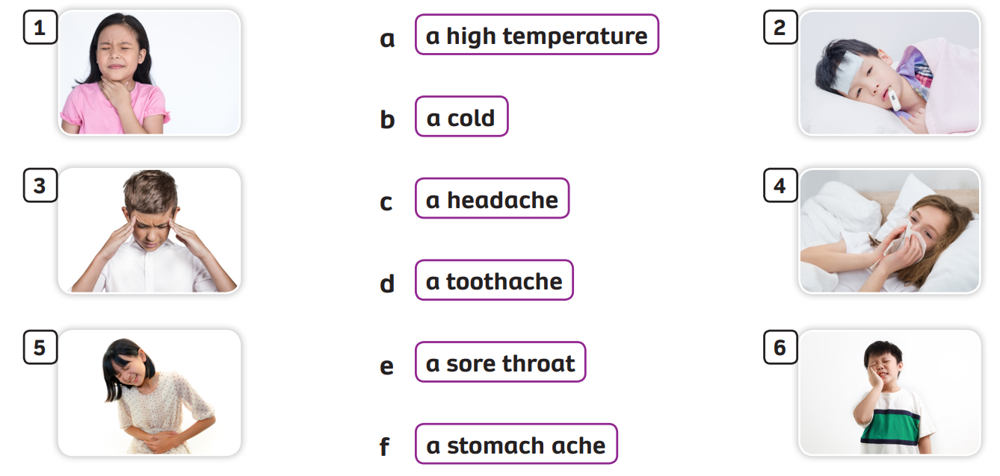 1
a a high temperature
2
b a cold
3
c a headache
4
d a toothache
5
e a sore throat
6
f a stomach ache